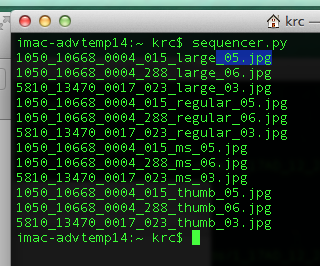 krc —
imac-advtemp14:~ krc$ sequencer.py
1050_10668_0004_015_large_05.jpg
1050_10668_0004_288_large_06.jpg
5810_13470_0017_023_large_03.jpg
1050_10668_0004_015_regular_05.jpg
1050_10668_0004_288_regular_06.jpg
5810_13470_0017_023_regular_03.jpg
1050_10668_0004_015_ms_05.jpg
1050_10668_0004_288_ms_06.jpg
5810_13470_0017_023_ms_03.jpg
1050_10668_0004_015_thumb_05.jpg
1050_10668_0004_288_thumb_06.jpg
5810_13470_0017_023_thumb_03.jpg
imac-advtemp14:~ krc$